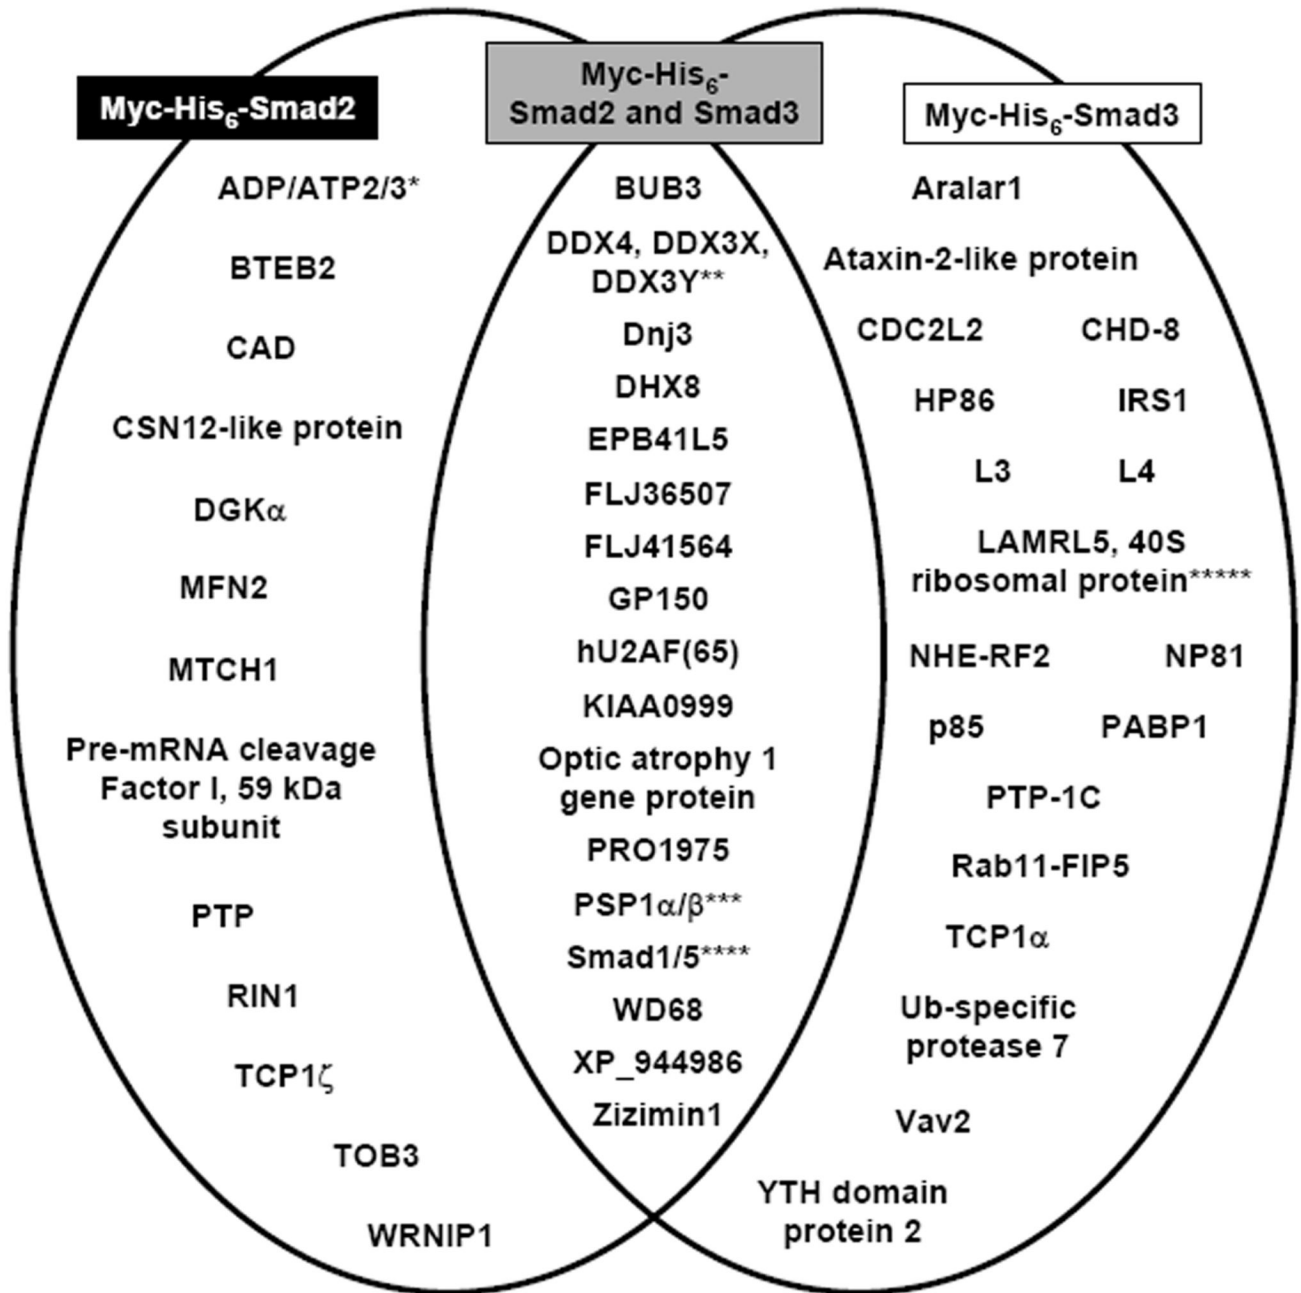 Myc-His6-Smad2
ADP/ATP2/3*
BTEB2
CAD
CSN12-like protein
DGKα
MFN2
MTCH1
Pre-mRNA cleavage
Factor I, 59 kDa
subunit
PTP
RIN1
TCP1ζ
TOB3
WRNIP1
Myc-His6-
Smad2 and Smad3
BUB3
DDX4, DDX3X,
DDX3Y**
Dnj3
DHX8
EPB41L5
FLJ36507
FLJ41564
GP150
hU2AF(65)
KIAA0999
Optic atrophy 1
gene protein
PRO1975
PSP1α/β***
Smad1/5****
WD68
XP_944986
Zizimin1
Myc-His6-Smad3
Aralar1
Ataxin-2-like protein
CDC2L2 CHD-8
HP86 IRS1
L3 L4
LAMRL5, 40S
ribosomal protein*****
NHE-RF2 NP81
p85 PABP1
PTP-1C
Rab11-FIP5
TCP1α
Ub-specific
protease 7
Vav2
YTH domain
protein 2